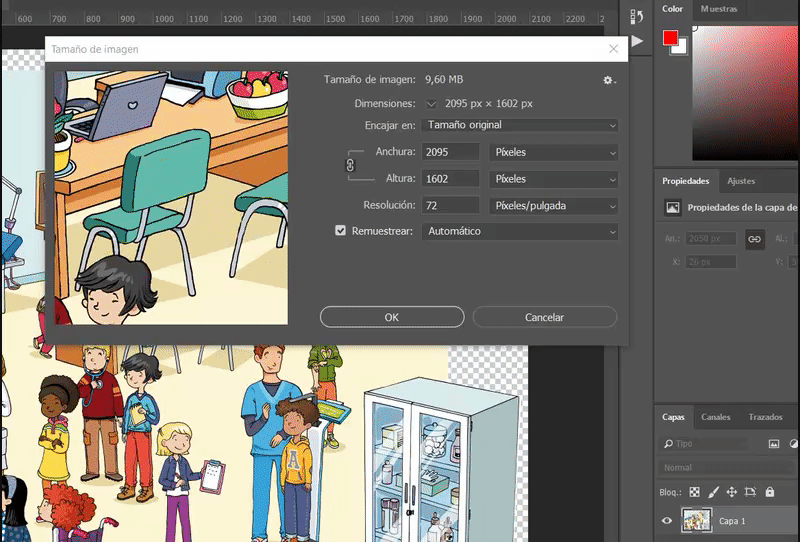 600 700 800 900 1000 1100 1200 1300 1400 1500 1600 1700 1800 1900 2000 2100 2200
Color Muestras
Tamaño de imagen
Tamaño de imagen: 9,60 MB
Dimensiones: 2095 px × 1602 px
Encajar en: Tamaño original
Anchura: 2095 Píxeles
Altura: 1602 Píxeles
Resolución: 72 Píxeles/pulgada
Remuestrear: Automático
OK Cancelar
Propiedades Ajustes
Propiedades de la capa de
An.: 2050 px Al.:
X: 26 px Y:
A
Capas Canales Trazados
Tipo
Normal
Bloq.:
Capa 1